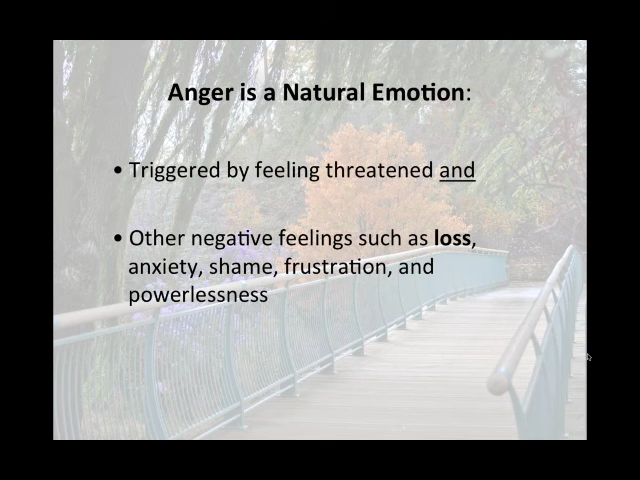 Anger is a Natural Emotion:
• Triggered by feeling threatened and
• Other negative feelings such as loss,
anxiety, shame, frustration, and
powerlessness